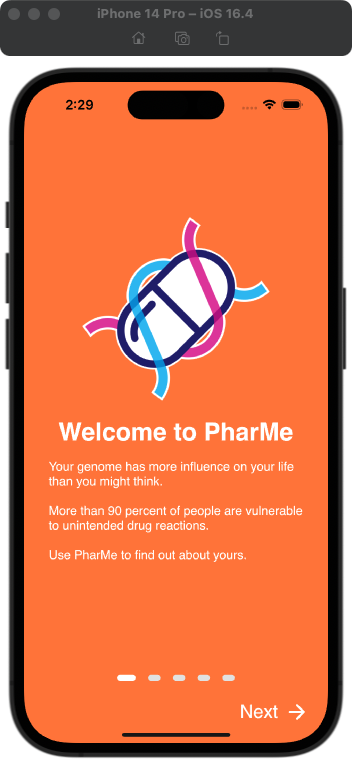 iPhone 14 Pro – iOS 16.4
2:29
Welcome to PharMe
Your genome has more influence on your life
than you might think.
More than 90 percent of people are vulnerable
to unintended drug reactions.
Use PharMe to find out about yours.
Next